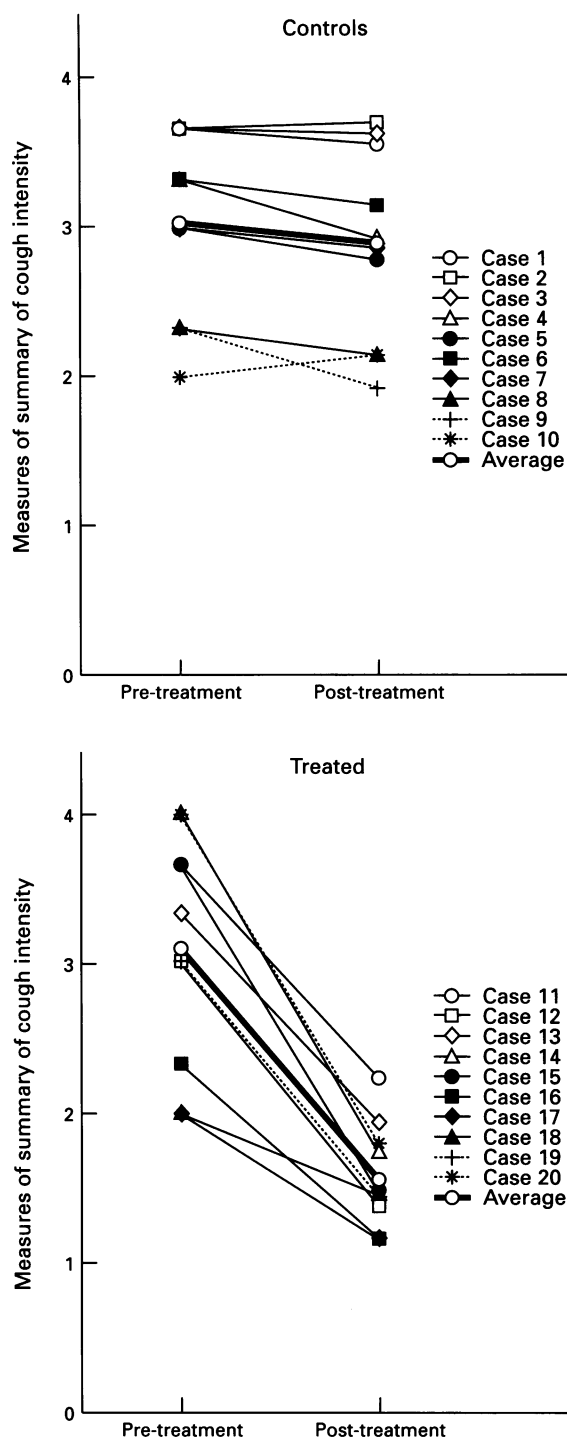 Controls
Measures of summary of cough intensity
4
3
2
1
0
Pre-treatment Post-treatment
Case 1
Case 2
Case 3
Case 4
Case 5
Case 6
Case 7
Case 8
Case 9
Case 10
Average
Treated
Measures of summary of cough intensity
4
3
2
1
0
Pre-treatment Post-treatment
Case 11
Case 12
Case 13
Case 14
Case 15
Case 16
Case 17
Case 18
Case 19
Case 20
Average